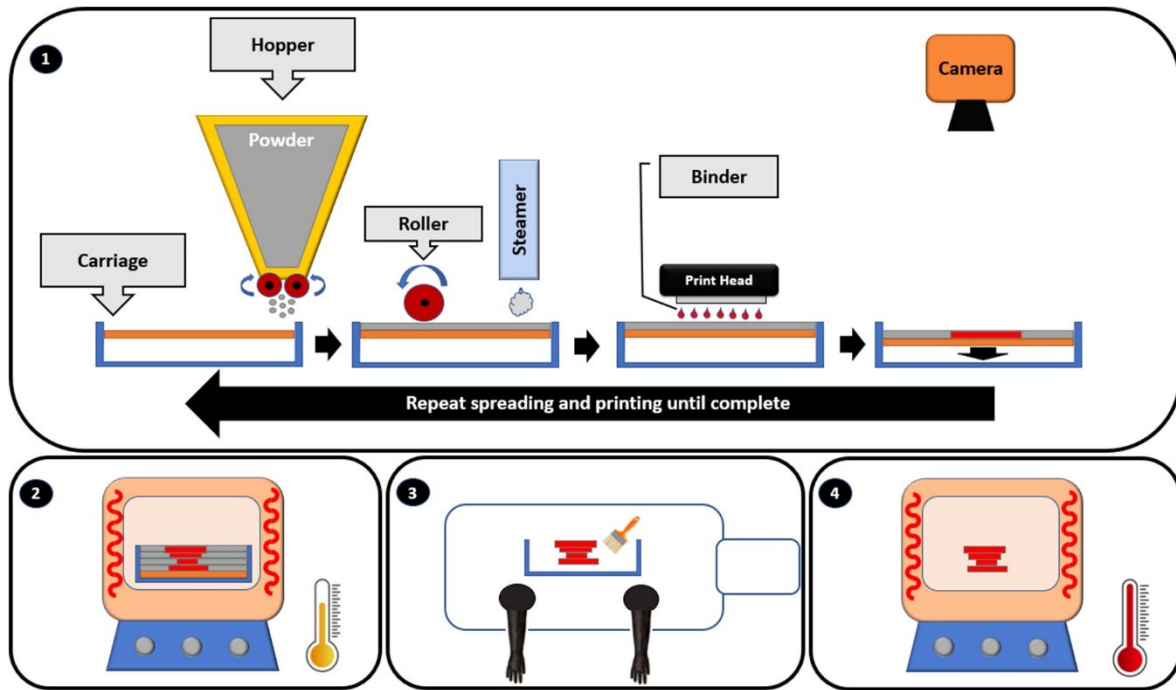 1
Hopper
Camera
Powder
Steamer
Binder
Roller
Carriage
Print Head
Repeat spreading and printing until complete
2
3
4